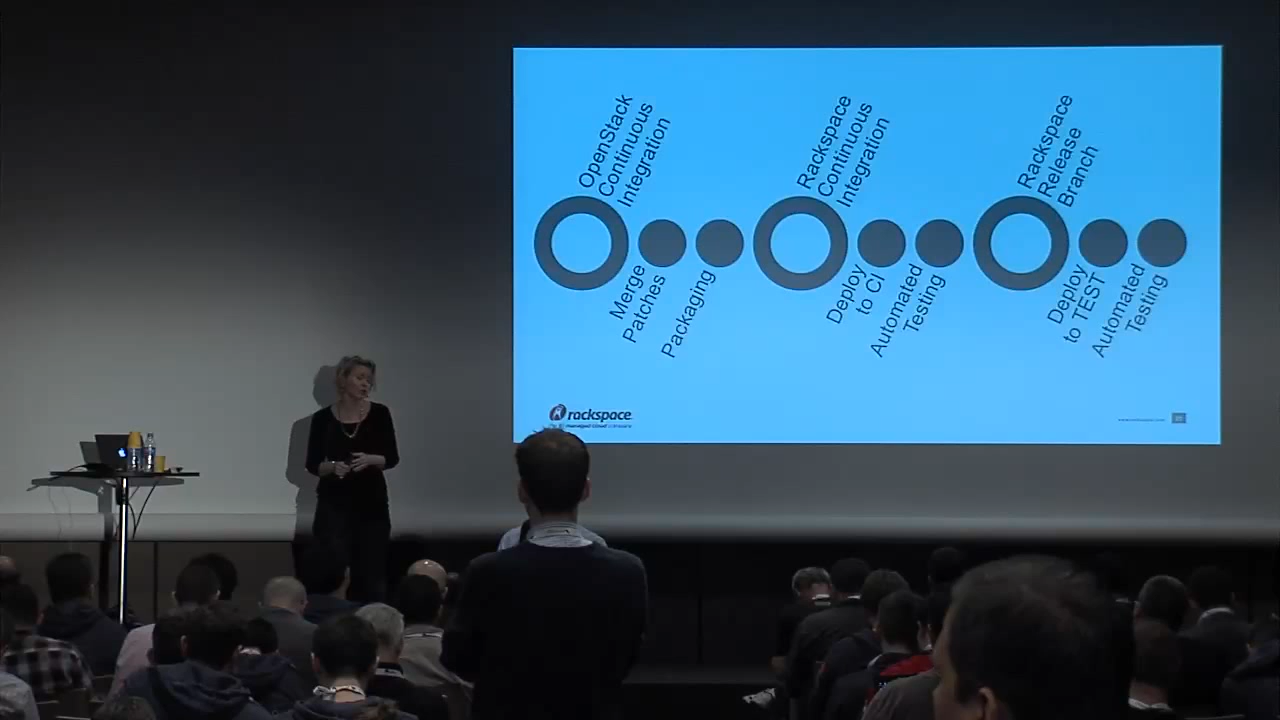 OpenStack
Continuous
Integration
Merge
Patches
Packaging
Rackspace
Continuous
Integration
Deploy
to CI
Automated
Testing
Rackspace
Release
Branch
Deploy
to TEST
Automated
Testing
rackspace